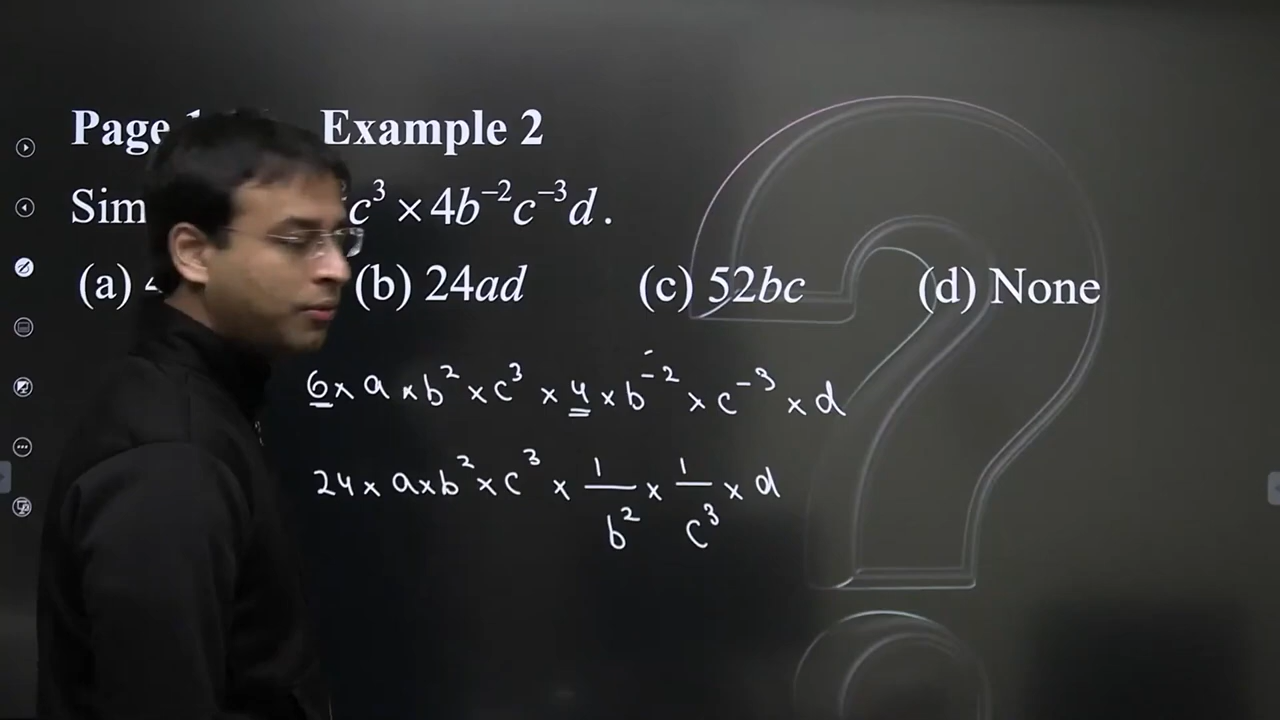 Page Example 2
Sim c³ × 4b⁻²c⁻³d.
(a) (b) 24ad (c) 52bc (d) None
6 × a × b² × c³ × 4 × b⁻² × c⁻³ × d
24 × a × b² × c³ × 1/b² × 1/c³ × d